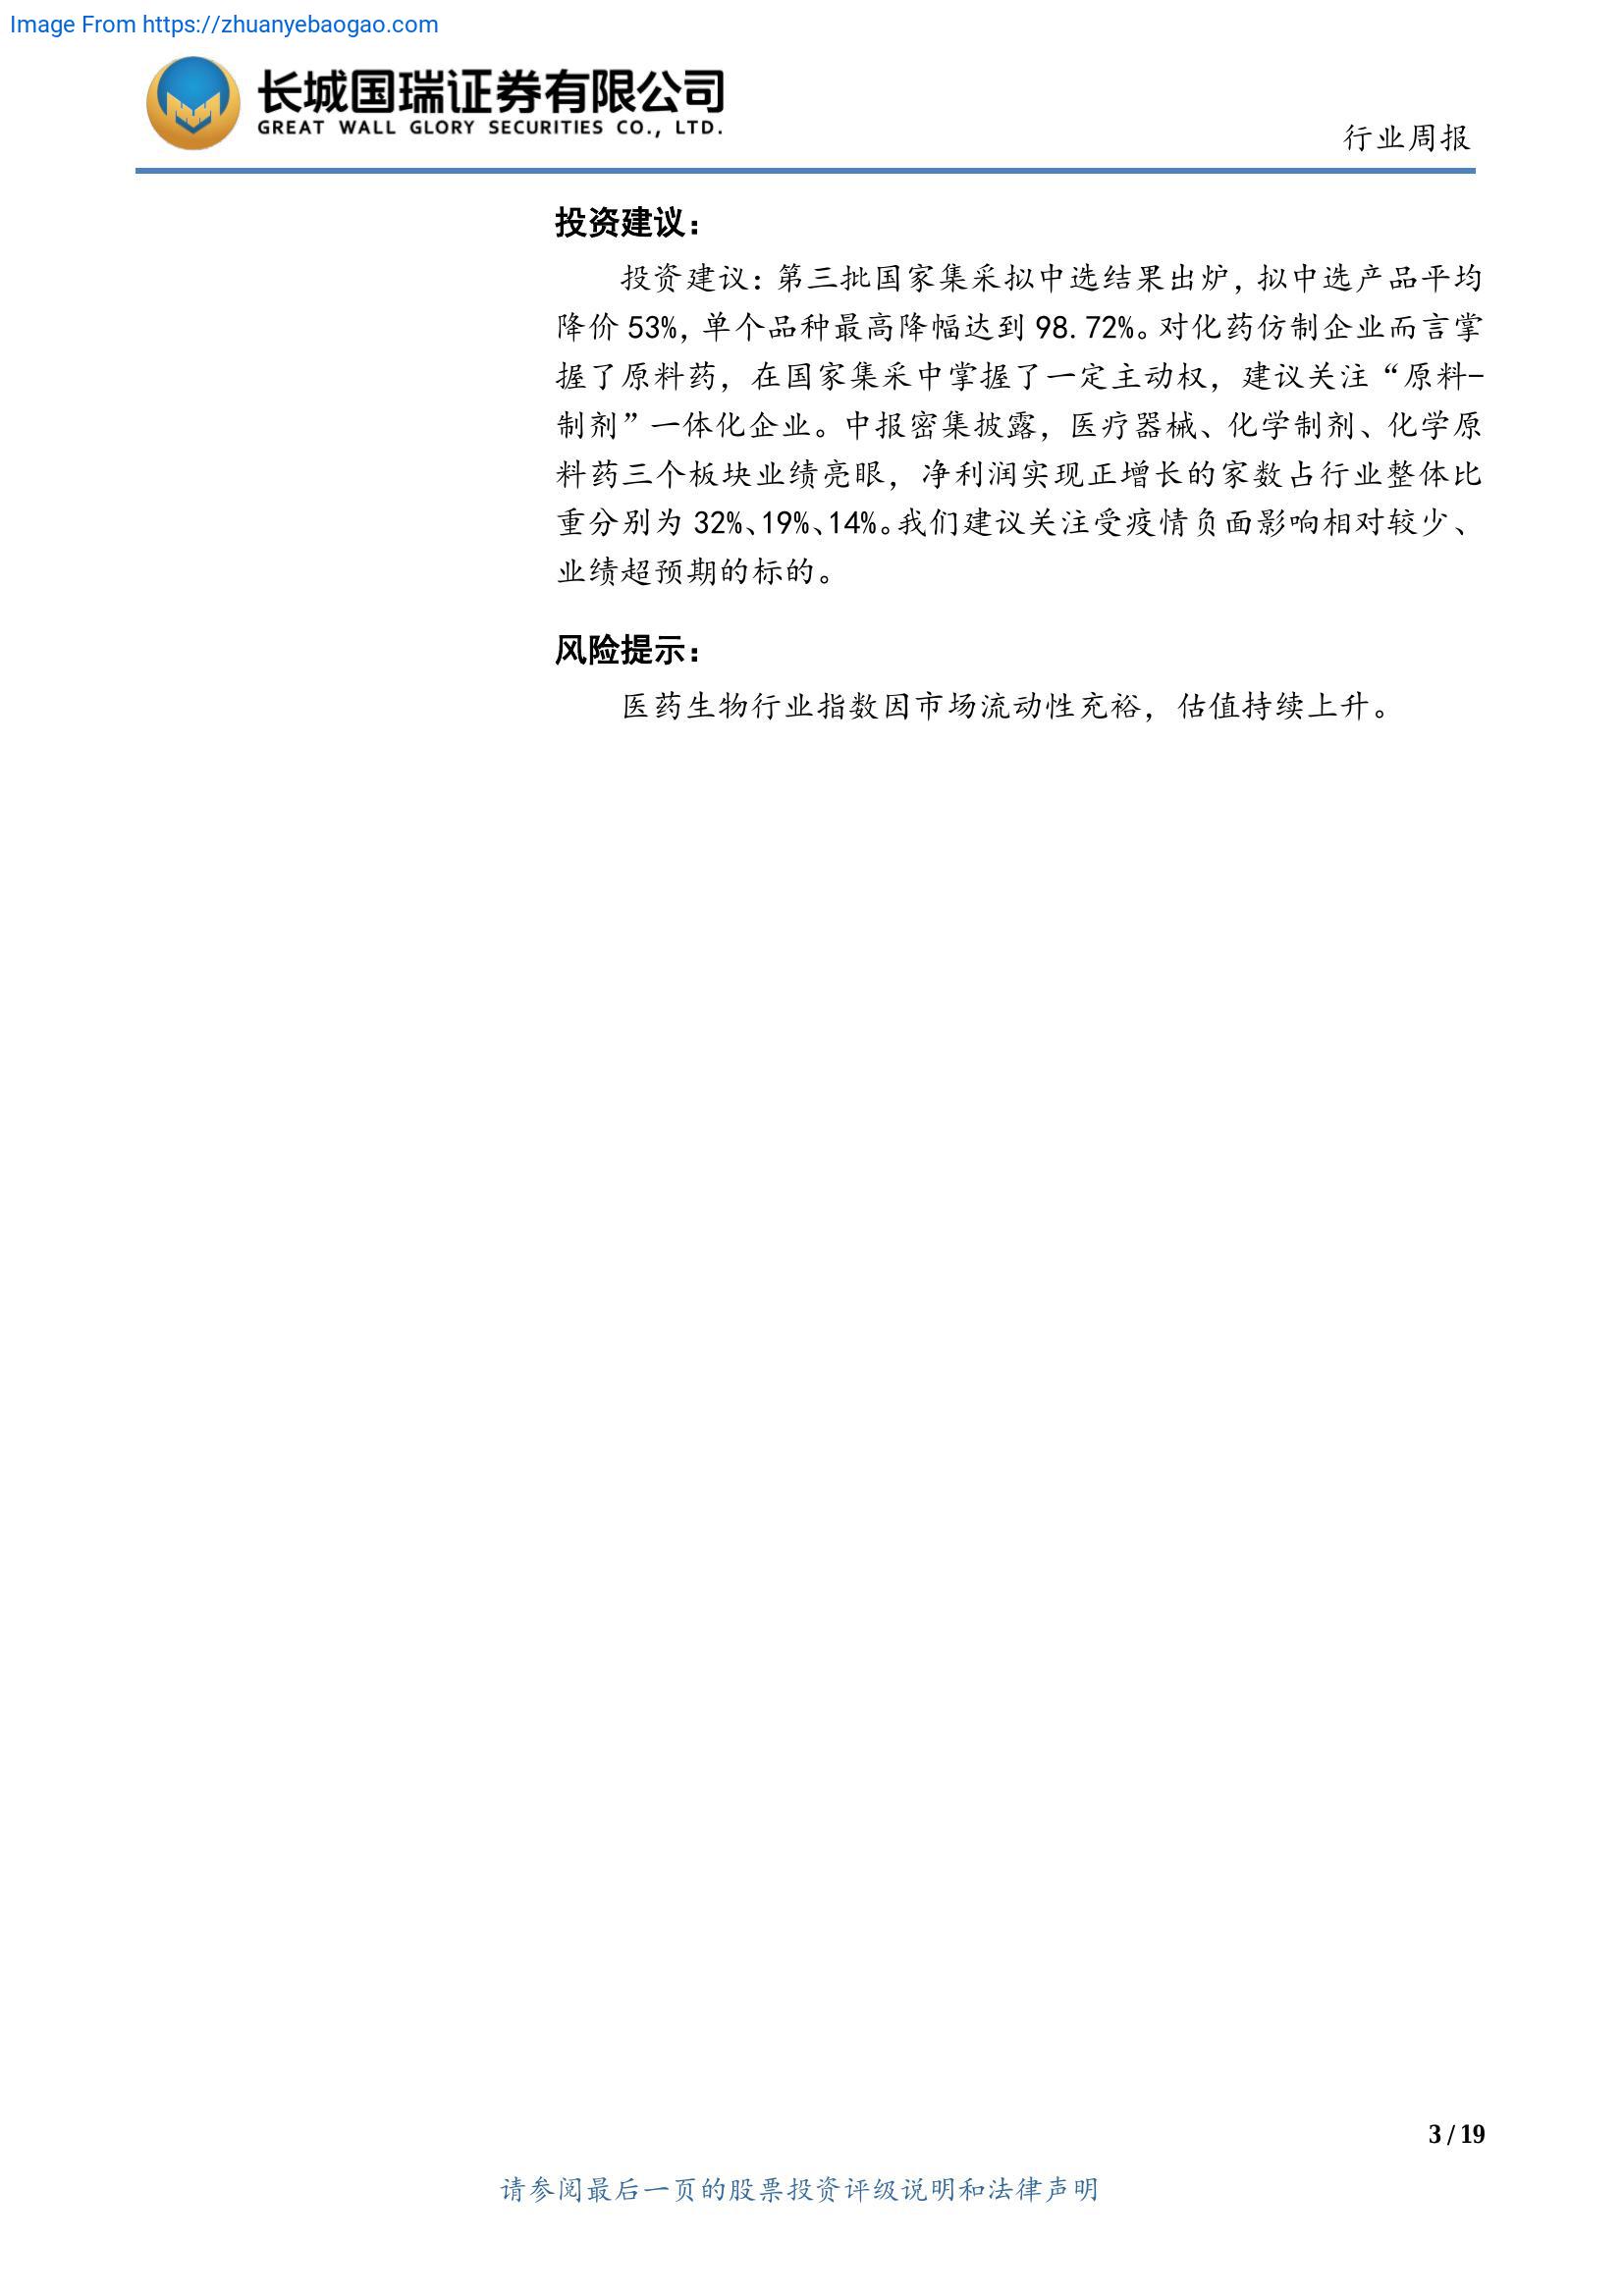 Image From https://zhuanyebaogao.com
长城国瑞证券有限公司
GREAT WALL GLORY SECURITIES CO., LTD.
行业周报
投资建议：
投资建议：第三批国家集采拟中选结果出炉，拟中选产品平均
降价 53%，单个品种最高降幅达到 98.72%。对化药仿制企业而言掌
握了原料药，在国家集采中掌握了一定主动权，建议关注“原料-
制剂”一体化企业。中报密集披露，医疗器械、化学制剂、化学原
料药三个板块业绩亮眼，净利润实现正增长的家数占行业整体比
重分别为 32%、19%、14%。我们建议关注受疫情负面影响相对较少、
业绩超预期的标的。
风险提示：
医药生物行业指数因市场流动性充裕，估值持续上升。
3 / 19
请参阅最后一页的股票投资评级说明和法律声明